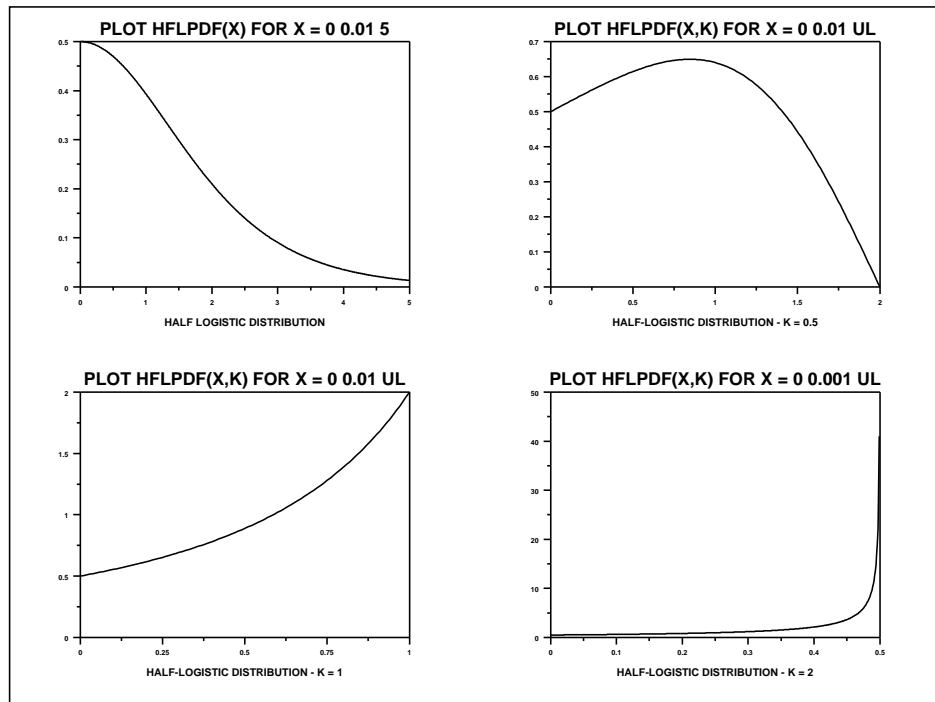 PLOT HFLPDF(X) FOR X = 0 0.01 5
0.5
0.4
0.3
0.2
0.1
0
0 1 2 3 4 5
HALF LOGISTIC DISTRIBUTION
PLOT HFLPDF(X,K) FOR X = 0 0.01 UL
0.7
0.6
0.5
0.4
0.3
0.2
0.1
0
0 0.5 1 1.5 2
HALF-LOGISTIC DISTRIBUTION - K = 0.5
PLOT HFLPDF(X,K) FOR X = 0 0.01 UL
2
1.5
1
0.5
0
0 0.25 0.5 0.75 1
HALF-LOGISTIC DISTRIBUTION - K = 1
PLOT HFLPDF(X,K) FOR X = 0 0.001 UL
50
40
30
20
10
0
0 0.1 0.2 0.3 0.4 0.5
HALF-LOGISTIC DISTRIBUTION - K = 2